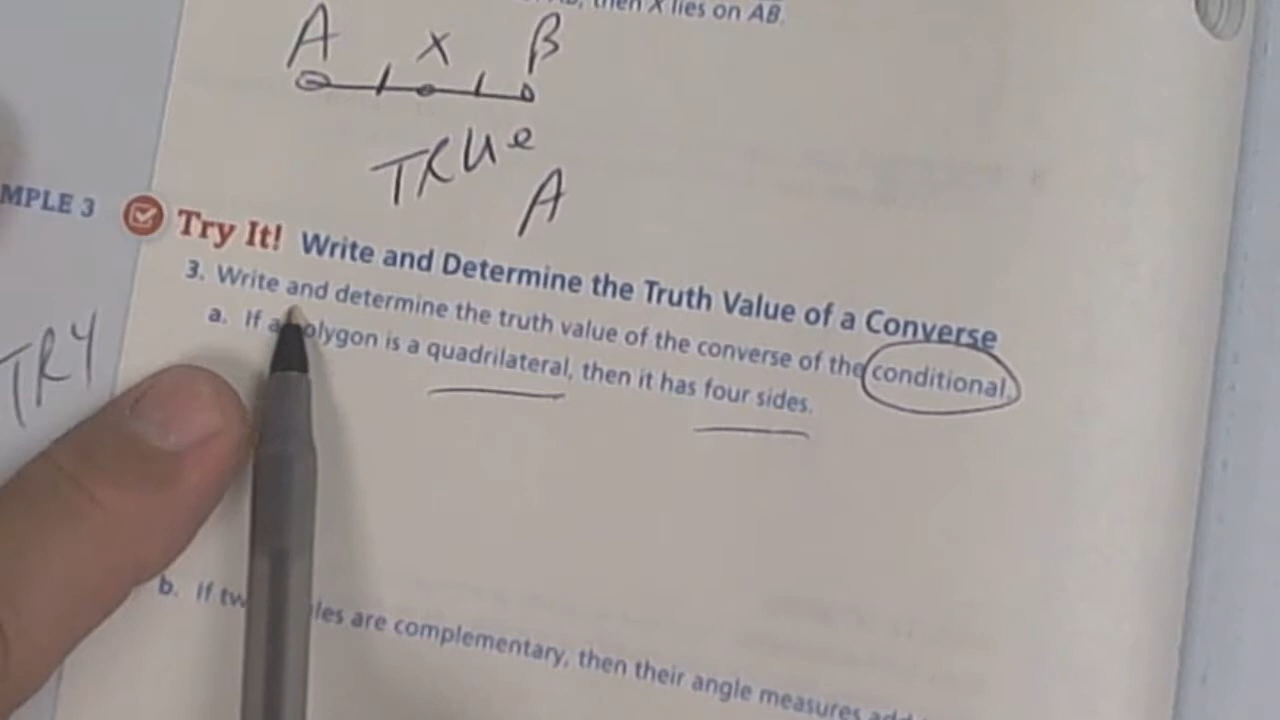 then X lies on AB.
A X B
TRUe
A
MPLE 3 Try It! Write and Determine the Truth Value of a Converse
3. Write and determine the truth value of the converse of the conditional.
a. If a polygon is a quadrilateral, then it has four sides.
TRY
b. If two are complementary, then their angle measures